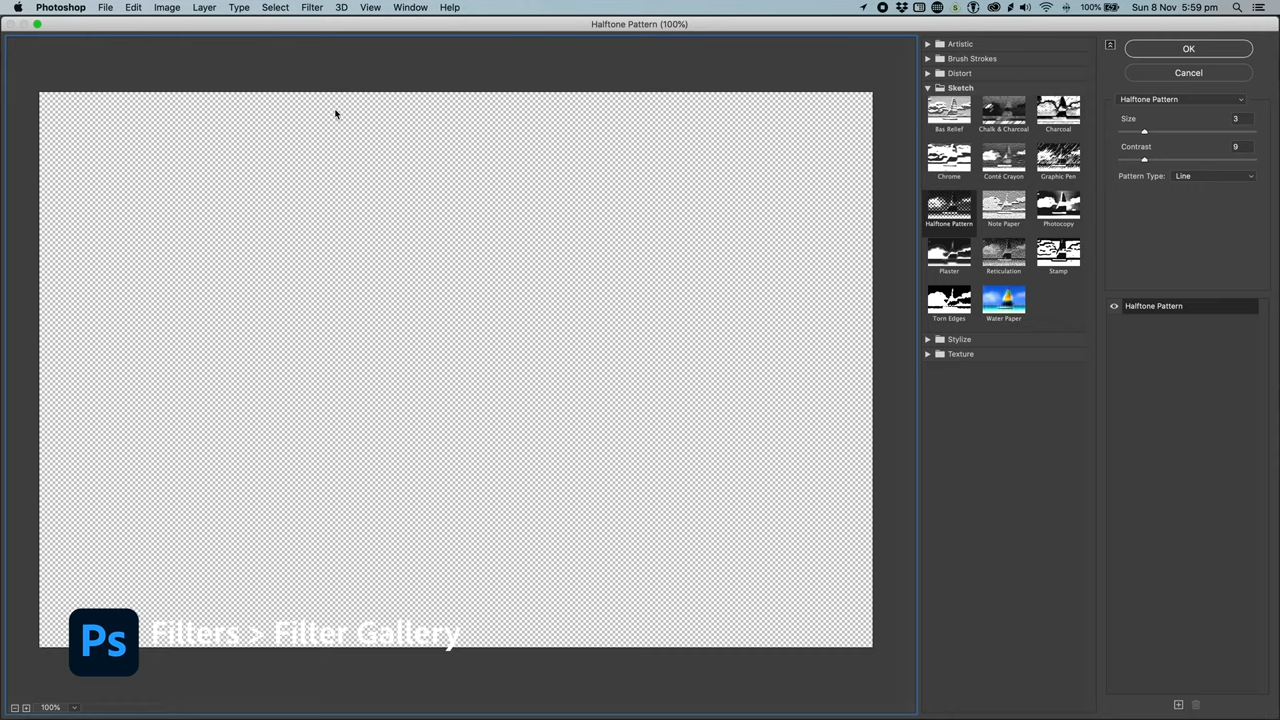 Photoshop File Edit Image Layer Type Select Filter 3D View Window Help 100% Sun 8 Nov 5:59 pm
Halftone Pattern (100%)
Artistic
Brush Strokes
Distort
Sketch
Bas Relief Chalk & Charcoal Charcoal
Chrome Conté Crayon Graphic Pen
Halftone Pattern Note Paper Photocopy
Plaster Reticulation Stamp
Torn Edges Water Paper
Stylize
Texture
OK
Cancel
Halftone Pattern
Size 3
Contrast 9
Pattern Type: Line
Halftone Pattern
Ps Filters > Filter Gallery
100%